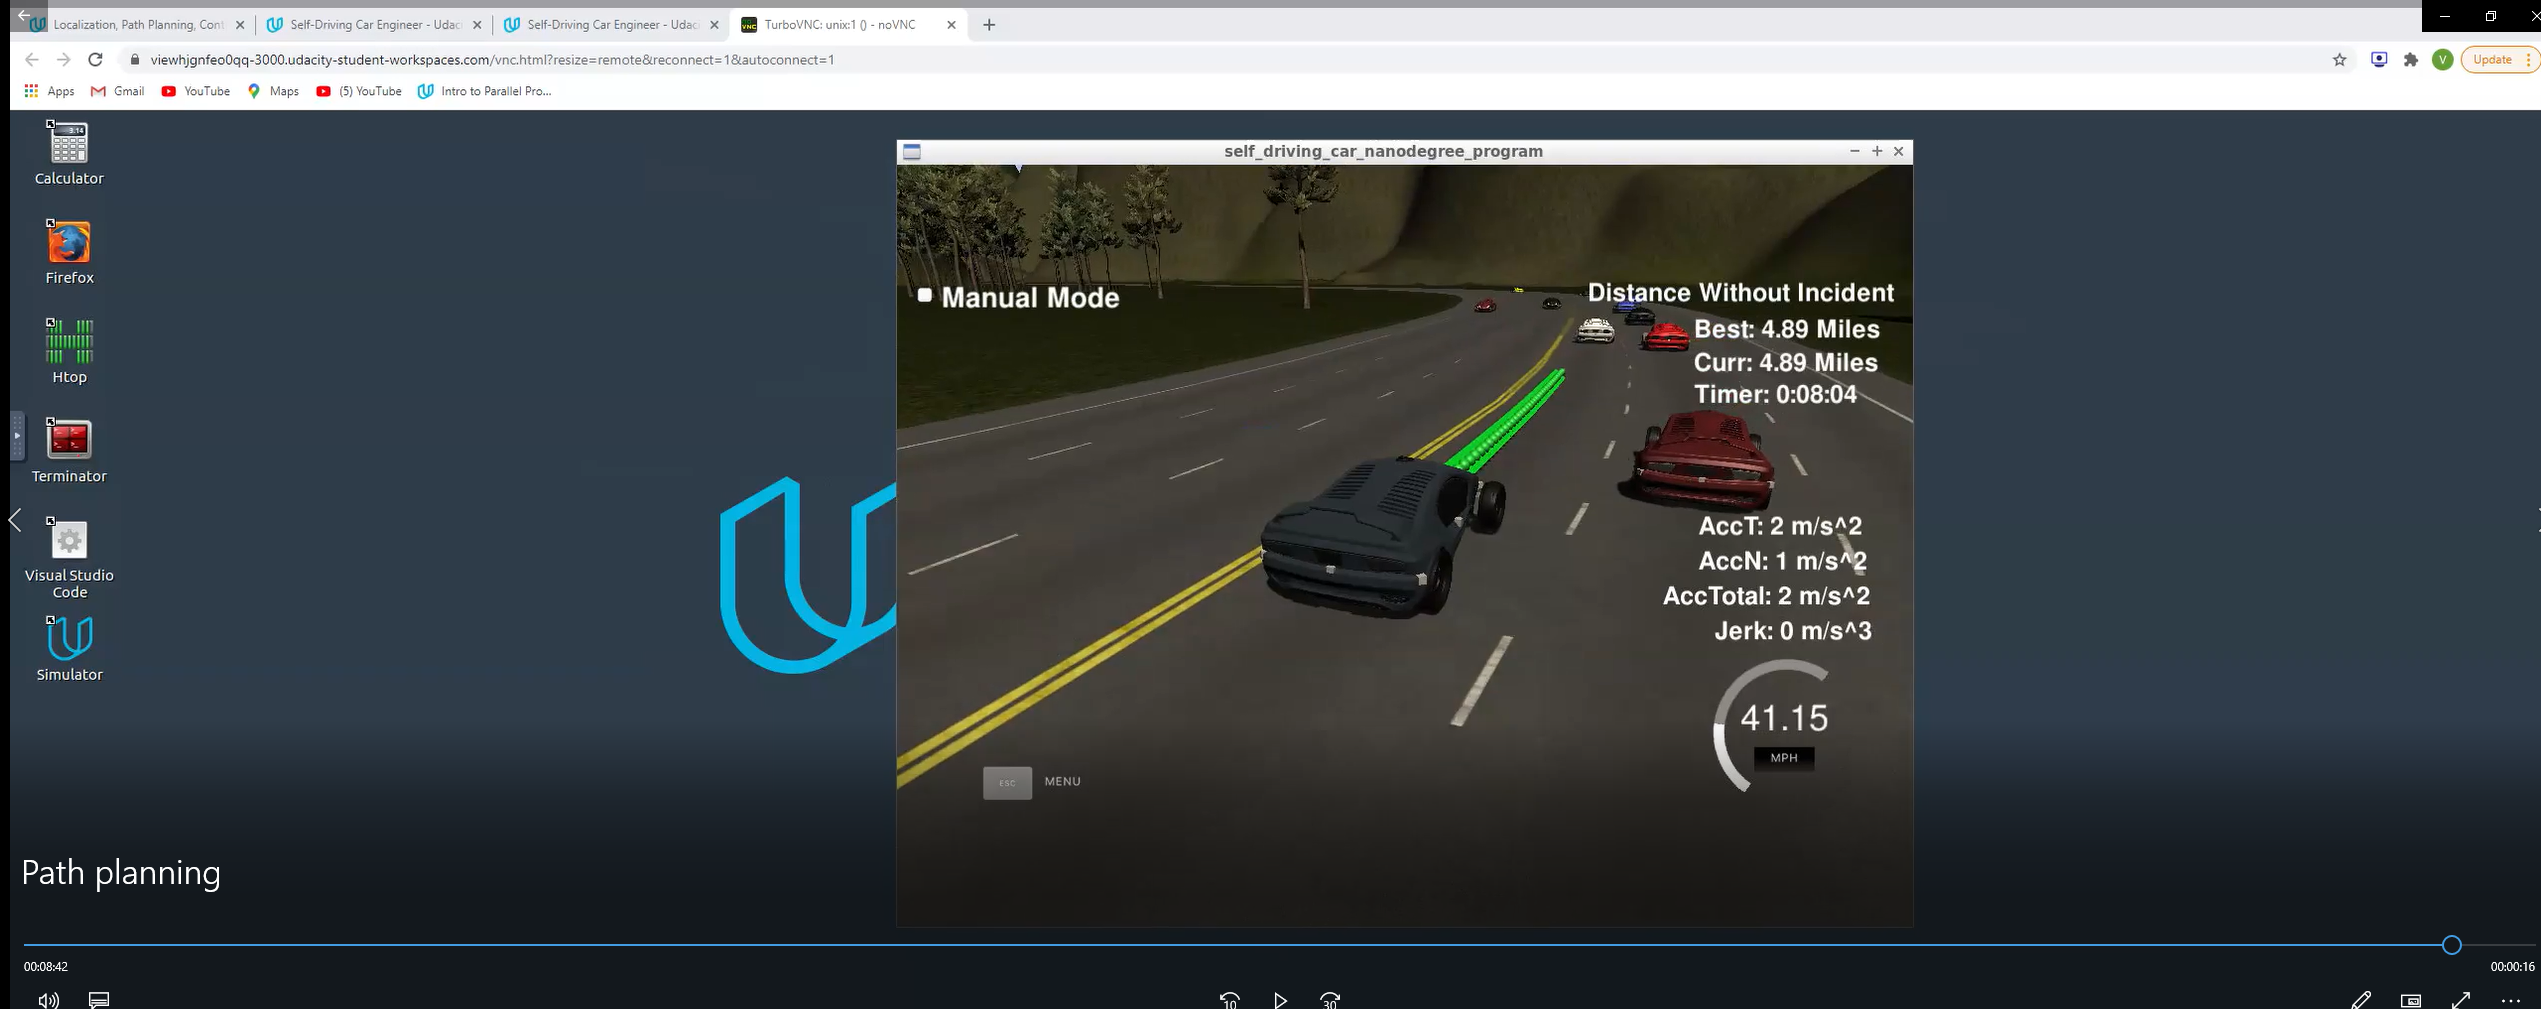 Localization, Path Planning, Cont
Self-Driving Car Engineer - Udac
Self-Driving Car Engineer - Udac
TurboVNC: unix:1 () - noVNC
viewhjgnfeo0qq-3000.udacity-student-workspaces.com/vnc.html?resize=remote&reconnect=1&autoconnect=1
V
Update
Apps
Gmail
YouTube
Maps
(5) YouTube
Intro to Parallel Pro...
3.14
Calculator
Firefox
Htop
Terminator
Visual Studio
Code
Simulator
self_driving_car_nanodegree_program
Manual Mode
Distance Without Incident
Best: 4.89 Miles
Curr: 4.89 Miles
Timer: 0:08:04
AccT: 2 m/s^2
AccN: 1 m/s^2
AccTotal: 2 m/s^2
Jerk: 0 m/s^3
41.15
MPH
ESC
MENU
Path planning
00:08:42
00:00:16
10
30